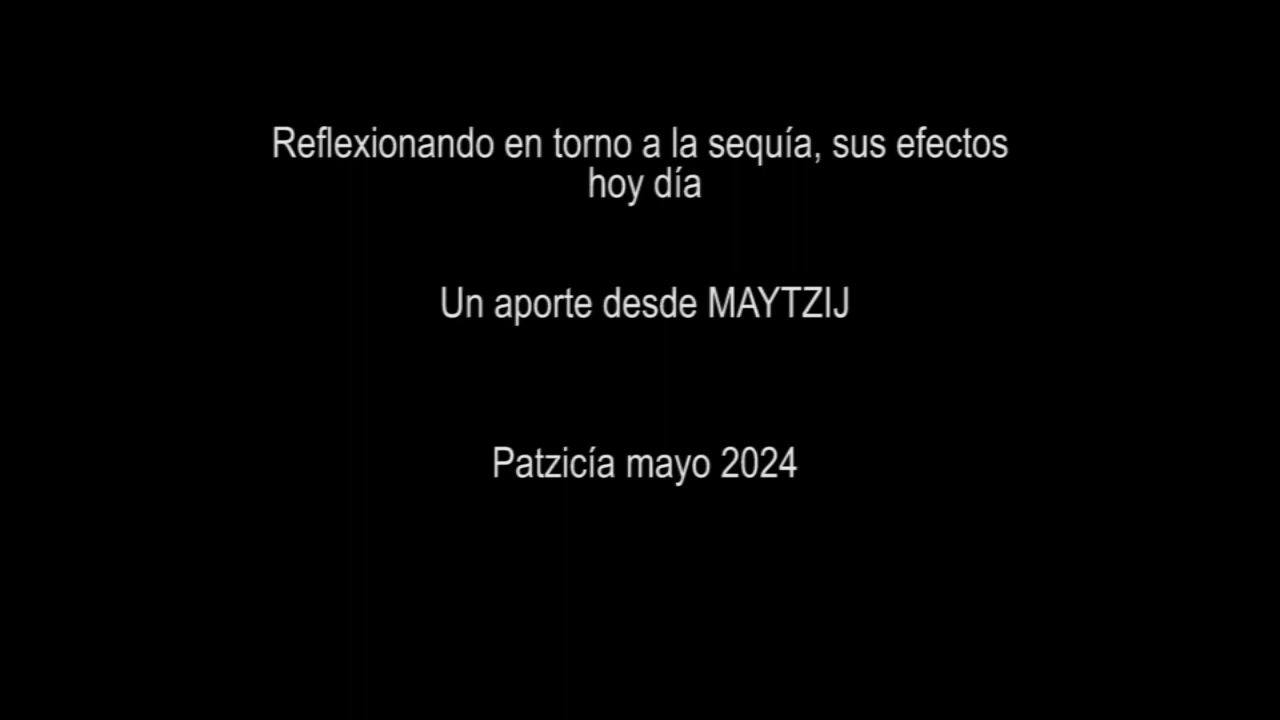 Reflexionando en torno a la sequía, sus efectos
hoy día
Un aporte desde MAYTZIJ
Patzicía mayo 2024